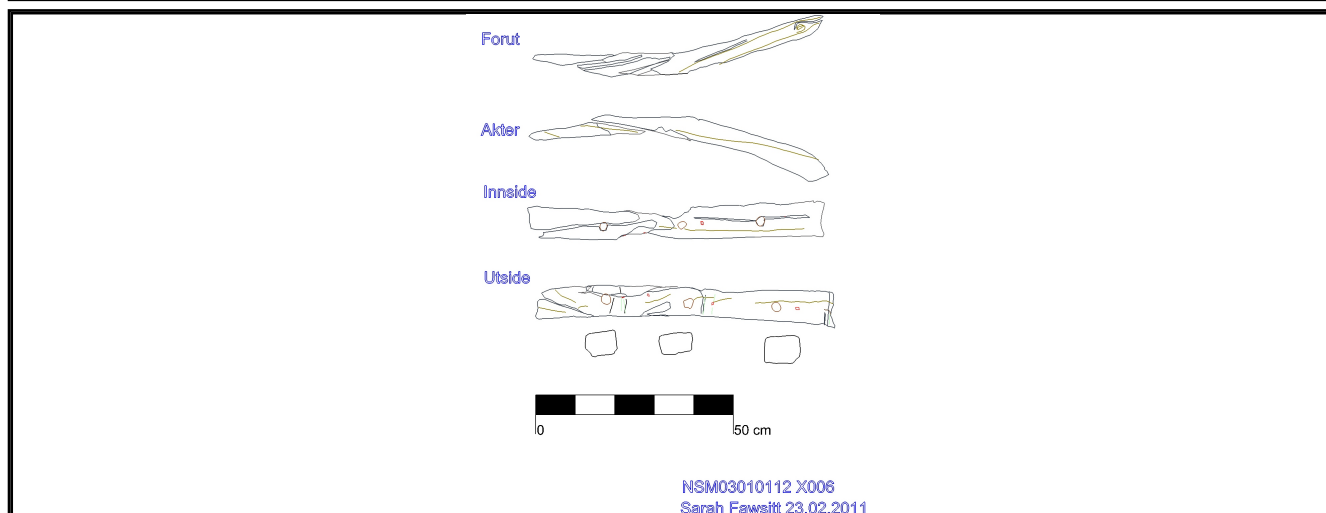 Forut
Akter
Innside
Utside
0 50 cm
NSM03010112 X006
Sarah Fawsitt 23.02.2011